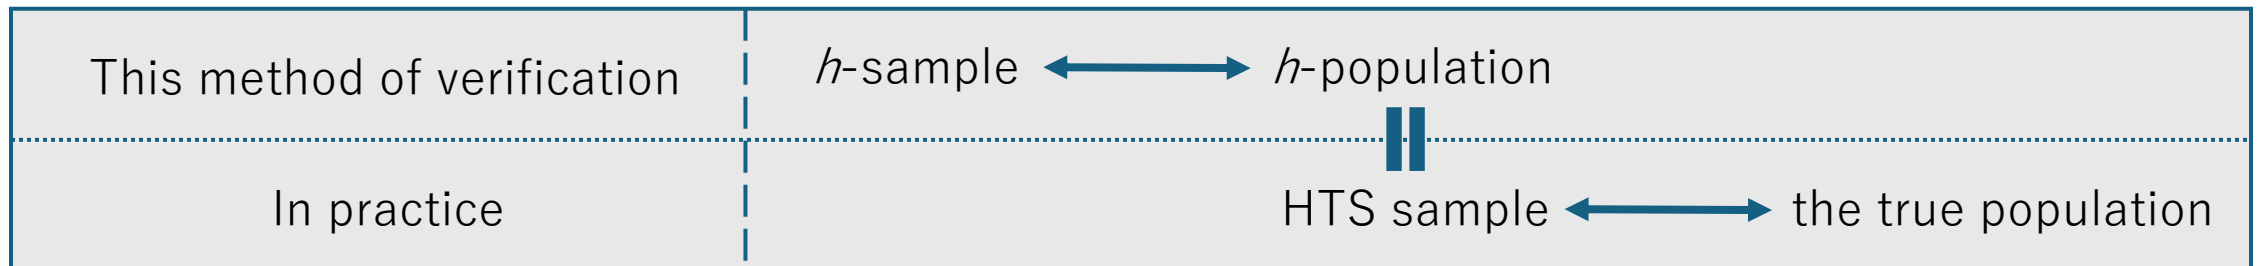 This method of verification
h-sample
h-population
In practice
HTS sample
the true population